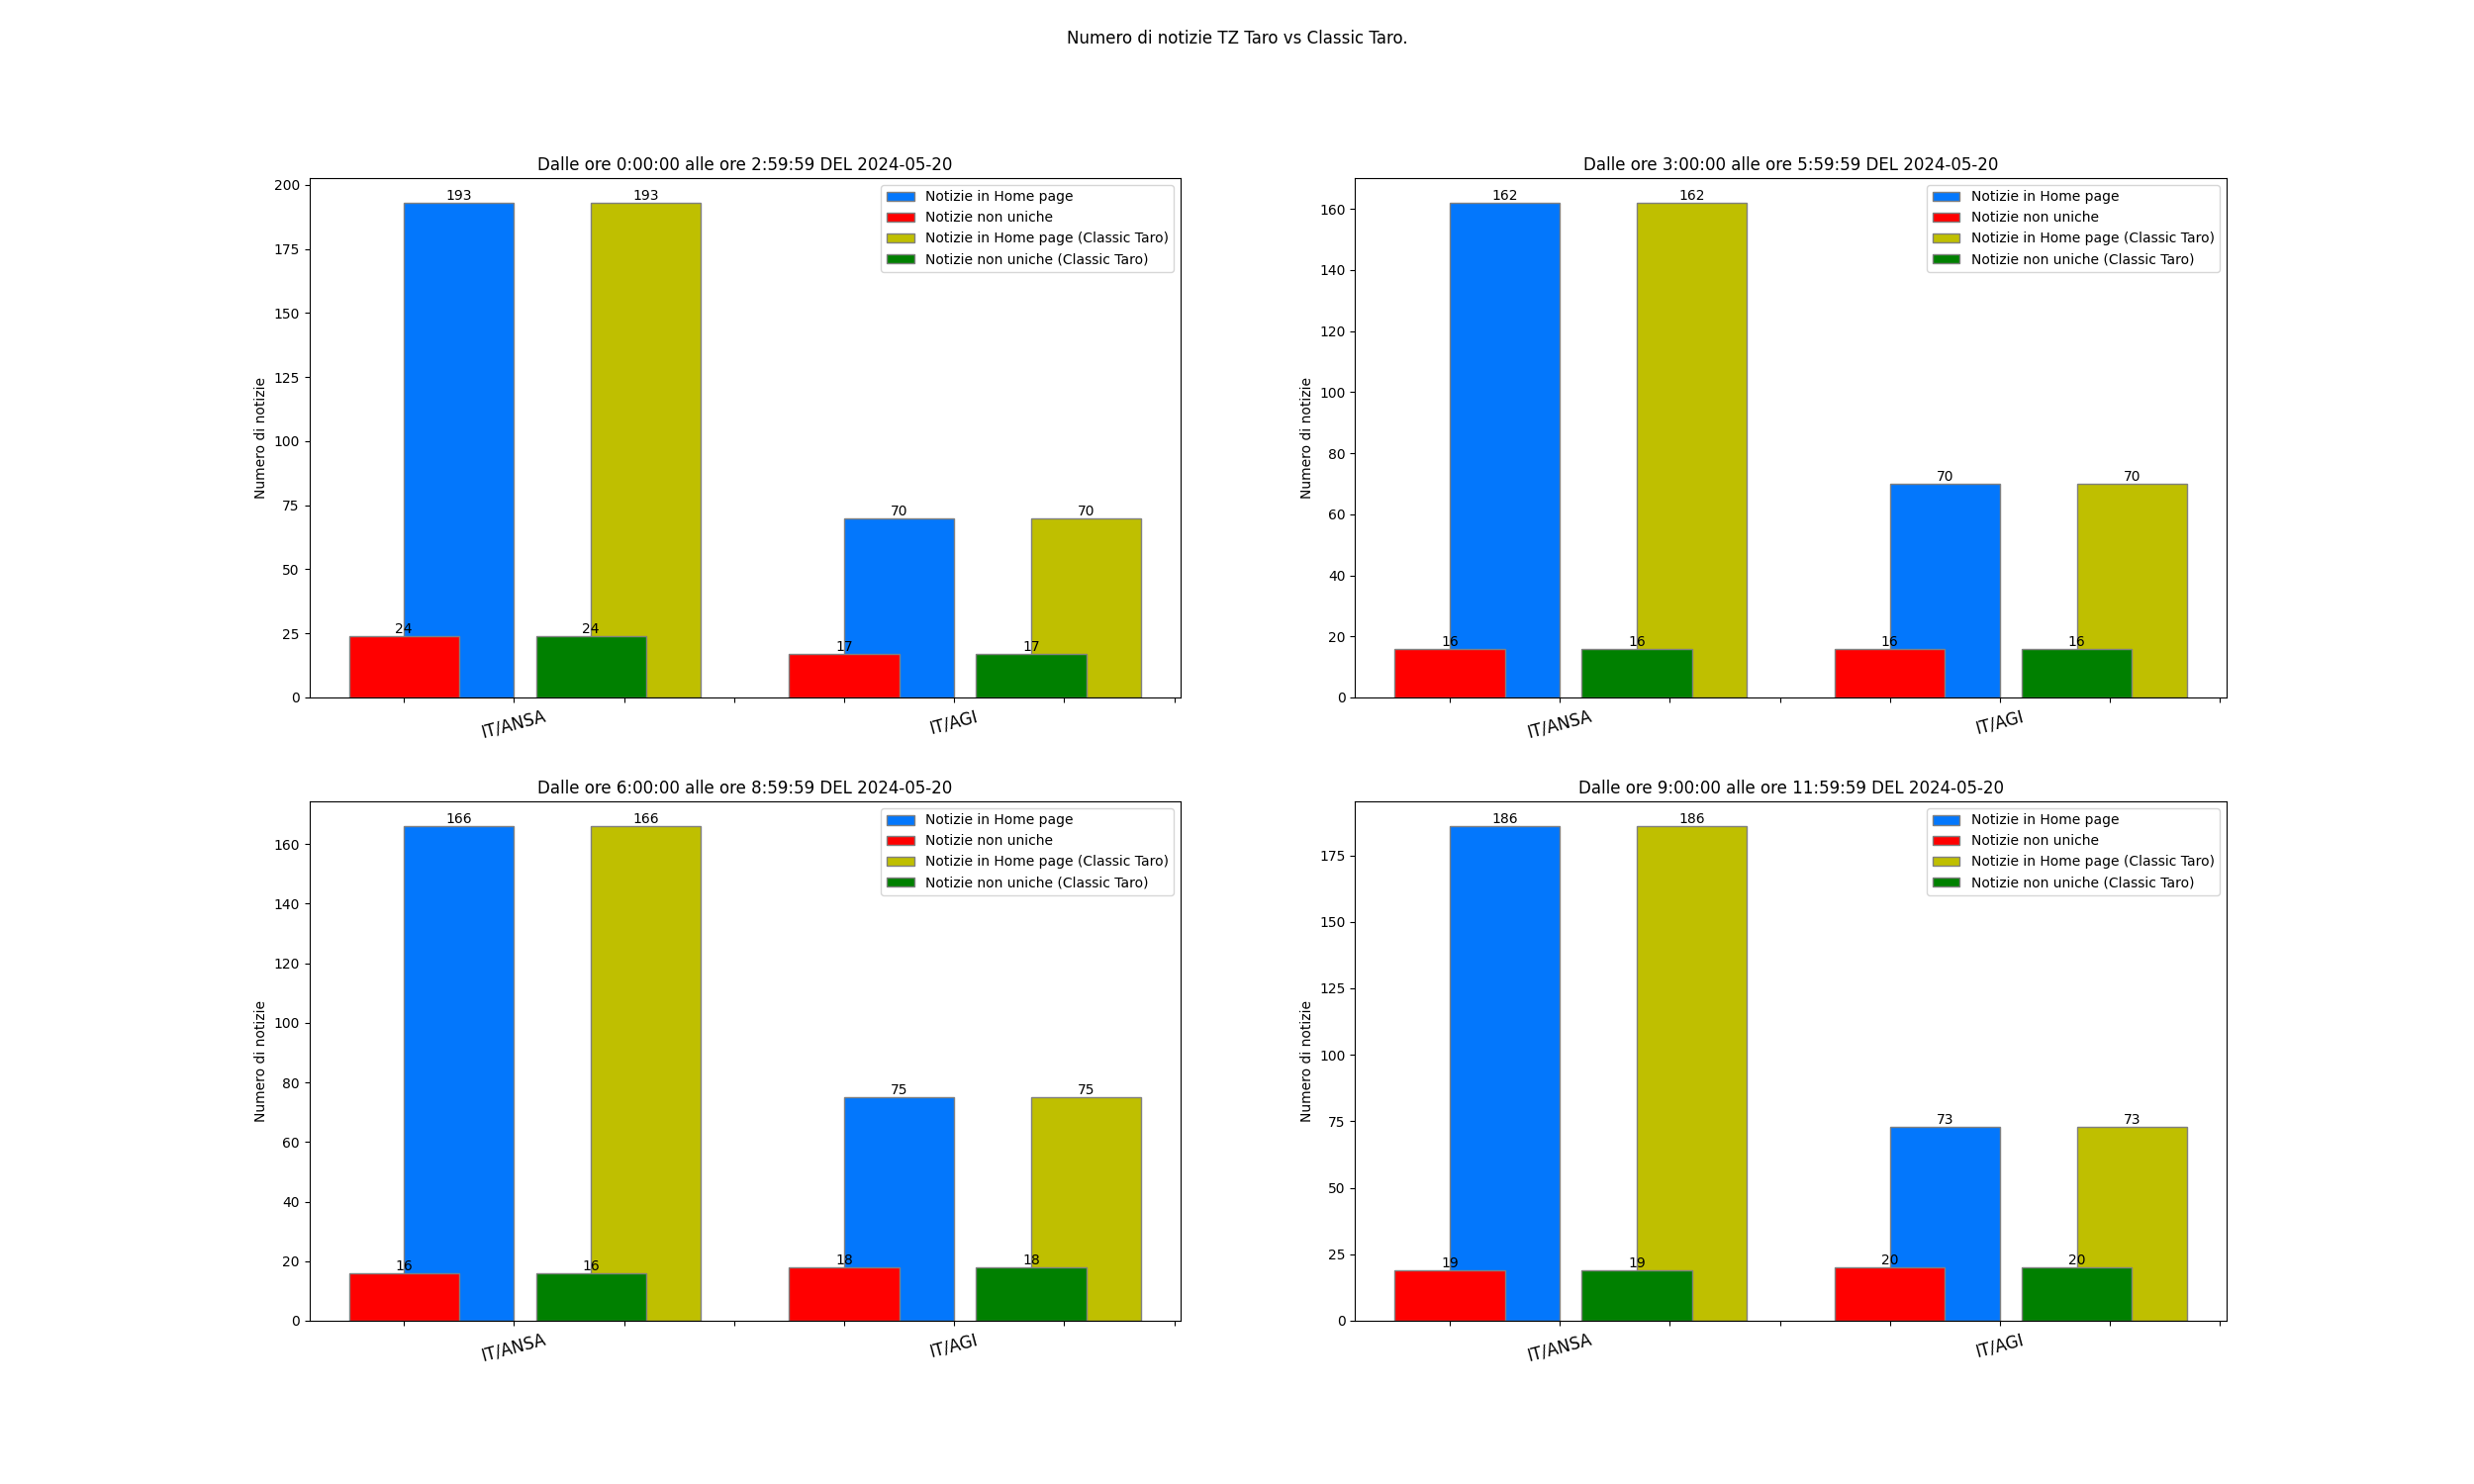 Numero di notizie TZ Taro vs Classic Taro.
Dalle ore 0:00:00 alle ore 2:59:59 DEL 2024-05-20
Numero di notizie
200
175
150
125
100
75
50
25
0
193
193
24
24
70
70
17
17
Notizie in Home page
Notizie non uniche
Notizie in Home page (Classic Taro)
Notizie non uniche (Classic Taro)
IT/ANSA
IT/AGI
Dalle ore 3:00:00 alle ore 5:59:59 DEL 2024-05-20
Numero di notizie
160
140
120
100
80
60
40
20
0
162
162
16
16
70
70
16
16
Notizie in Home page
Notizie non uniche
Notizie in Home page (Classic Taro)
Notizie non uniche (Classic Taro)
IT/ANSA
IT/AGI
Dalle ore 6:00:00 alle ore 8:59:59 DEL 2024-05-20
Numero di notizie
160
140
120
100
80
60
40
20
0
166
166
16
16
75
75
18
18
Notizie in Home page
Notizie non uniche
Notizie in Home page (Classic Taro)
Notizie non uniche (Classic Taro)
IT/ANSA
IT/AGI
Dalle ore 9:00:00 alle ore 11:59:59 DEL 2024-05-20
Numero di notizie
175
150
125
100
75
50
25
0
186
186
19
19
73
73
20
20
Notizie in Home page
Notizie non uniche
Notizie in Home page (Classic Taro)
Notizie non uniche (Classic Taro)
IT/ANSA
IT/AGI